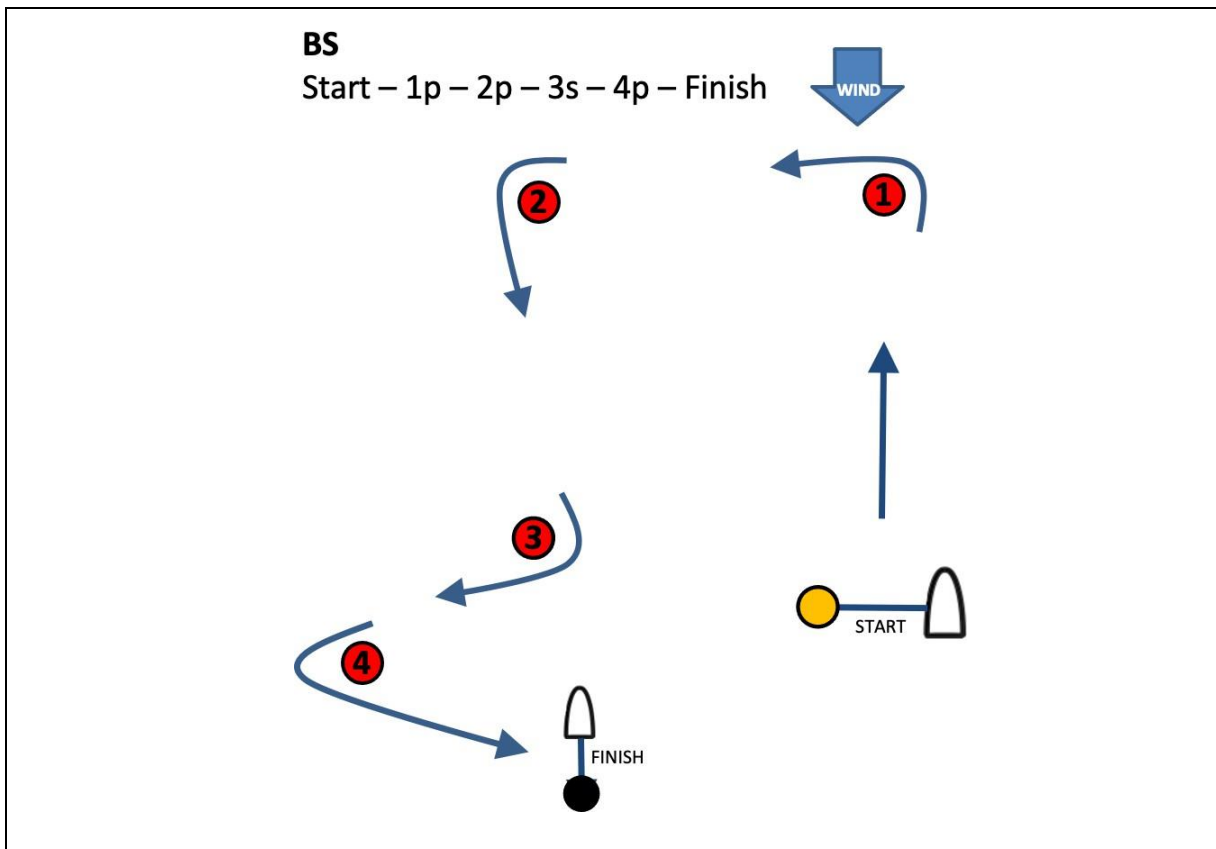 BS
Start – 1p – 2p – 3s – 4p – Finish
WIND
2
1
3
START
4
FINISH